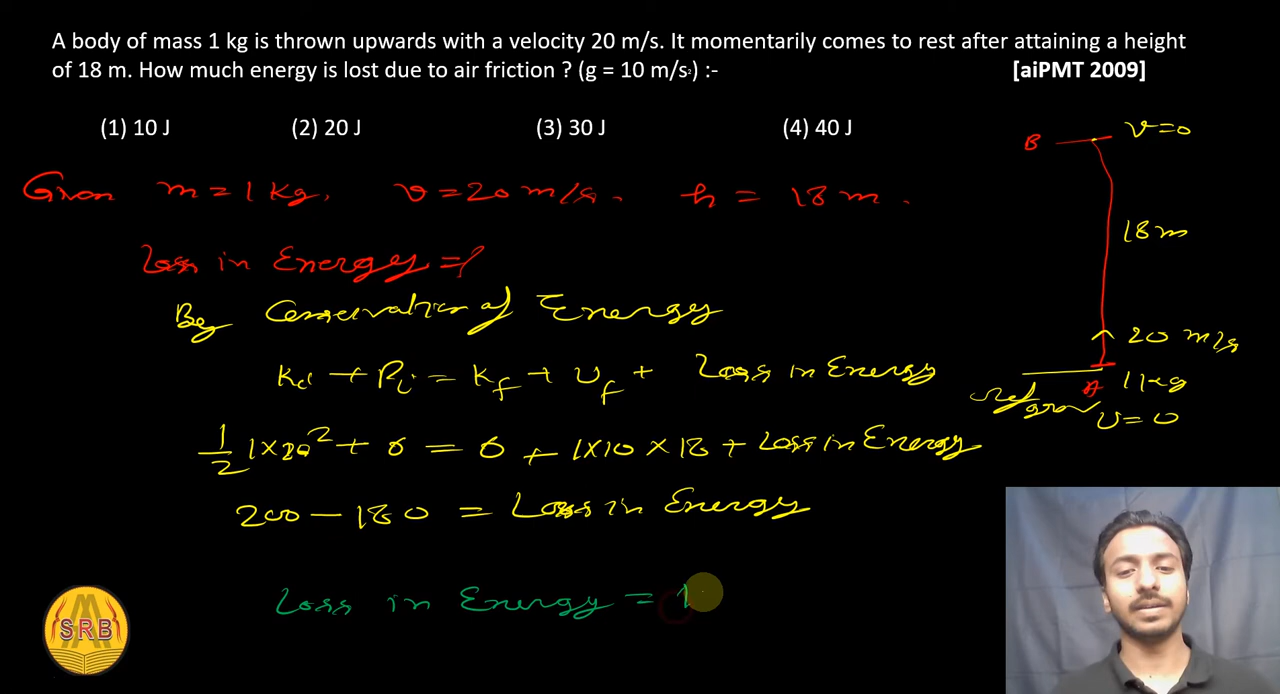 A body of mass 1 kg is thrown upwards with a velocity 20 m/s. It momentarily comes to rest after attaining a height
of 18 m. How much energy is lost due to air friction ? (g = 10 m/s²) :- [aiPMT 2009]
(1) 10 J (2) 20 J (3) 30 J (4) 40 J
B v=0
Given m = 1 Kg, v = 20 m/s. h = 18 m.
18 m
Loss in Energy = ?
By Conservation of Energy
20 m/s
Ki + Pi = Kf + Uf + Loss in Energy
A 1 kg
U = 0
1/2 1×20² + 0 = 0 + 1×10×18 + Loss in Energy
200 - 180 = Loss in Energy
Loss in Energy = 1
SRB